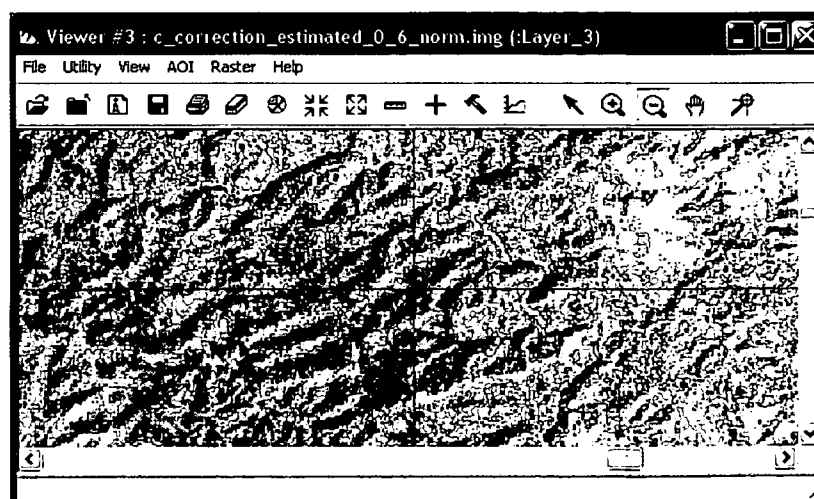 Viewer #3 : c_correction_estimated_0_6_norm.img (:Layer_3)
File Utility View AOI Raster Help